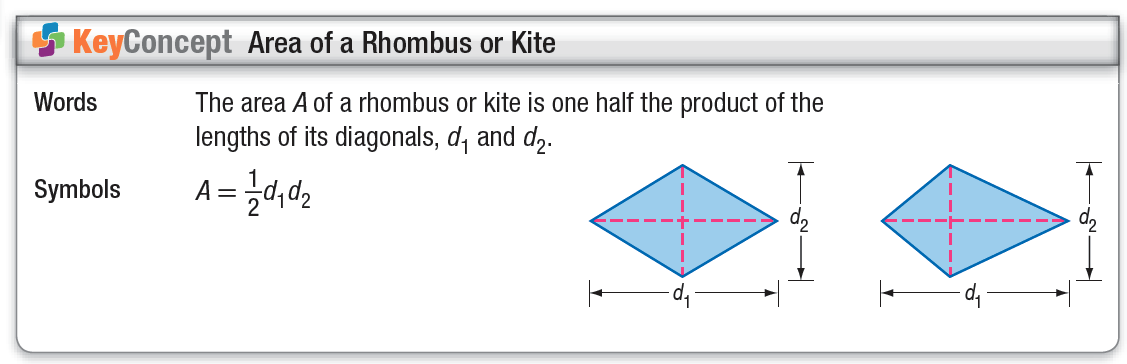 KeyConcept Area of a Rhombus or Kite
Words
The area A of a rhombus or kite is one half the product of the
lengths of its diagonals, d₁ and d₂.
Symbols
A = 1/2 d₁d₂
d₂
d₁
d₂
d₁